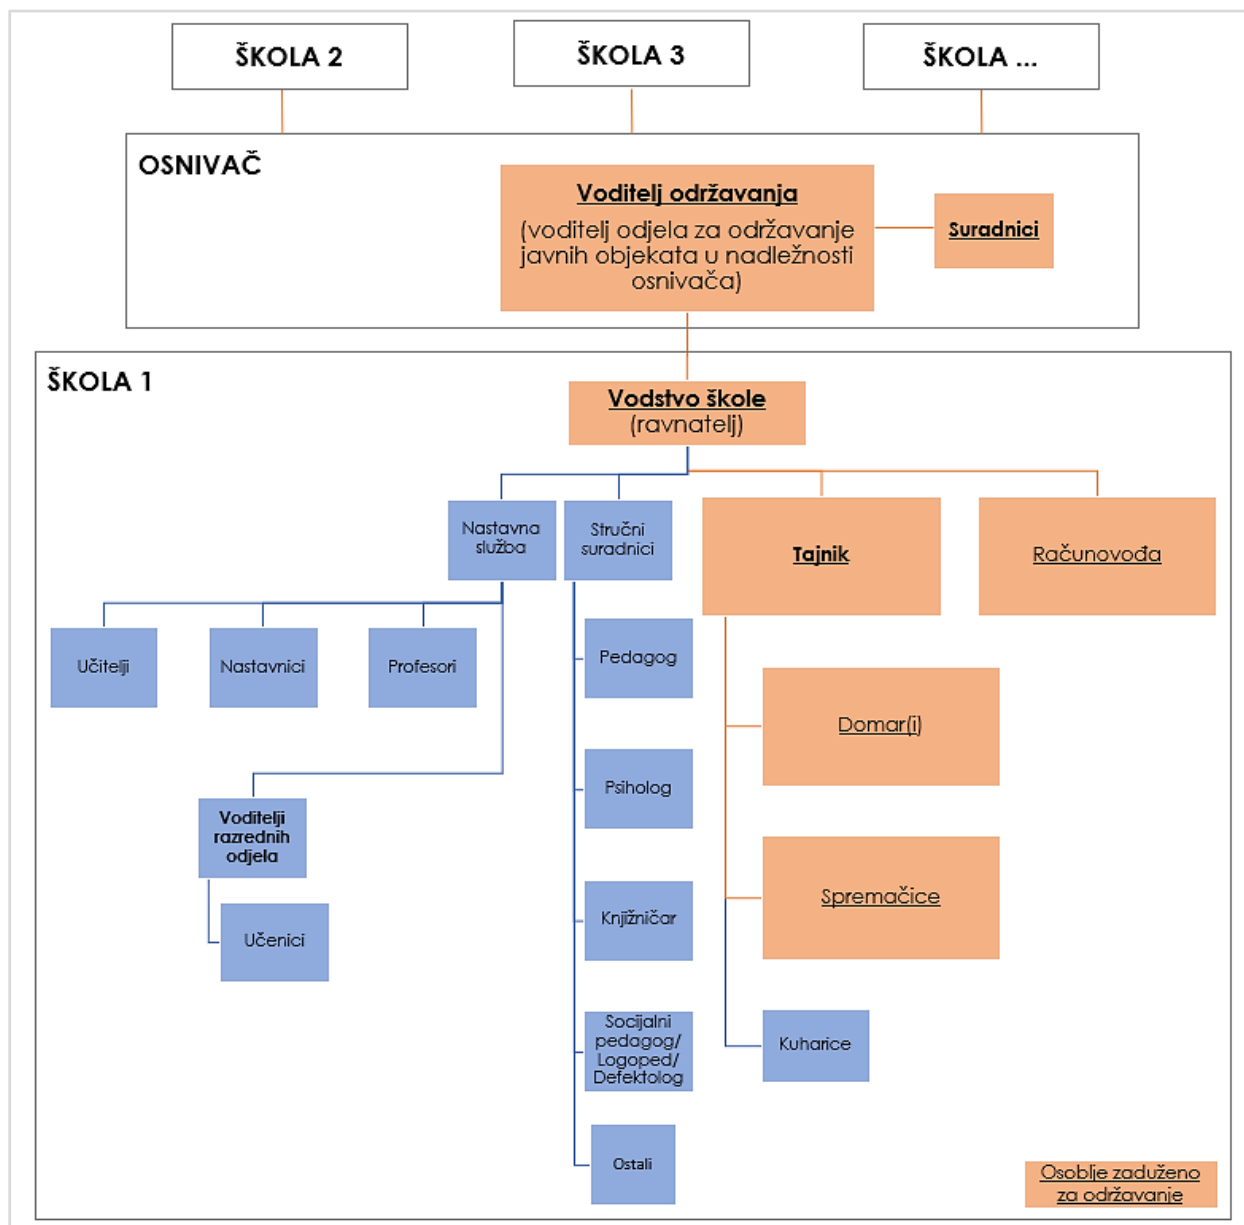 ŠKOLA 2
ŠKOLA 3
ŠKOLA ...
OSNIVAČ
Voditelj održavanja
(voditelj odjela za održavanje
javnih objekata u nadležnosti
osnivača)
Suradnici
ŠKOLA 1
Vodstvo škole
(ravnatelj)
Nastavna
služba
Stručni
suradnici
Tajnik
Računovođa
Učitelji
Nastavnici
Profesori
Pedagog
Domar(i)
Psiholog
Voditelji
razrednih
odjela
Spremačice
Knjižničar
Učenici
Socijalni
pedagog/
Logoped/
Defektolog
Kuharice
Ostali
Osoblje zaduženo
za održavanje